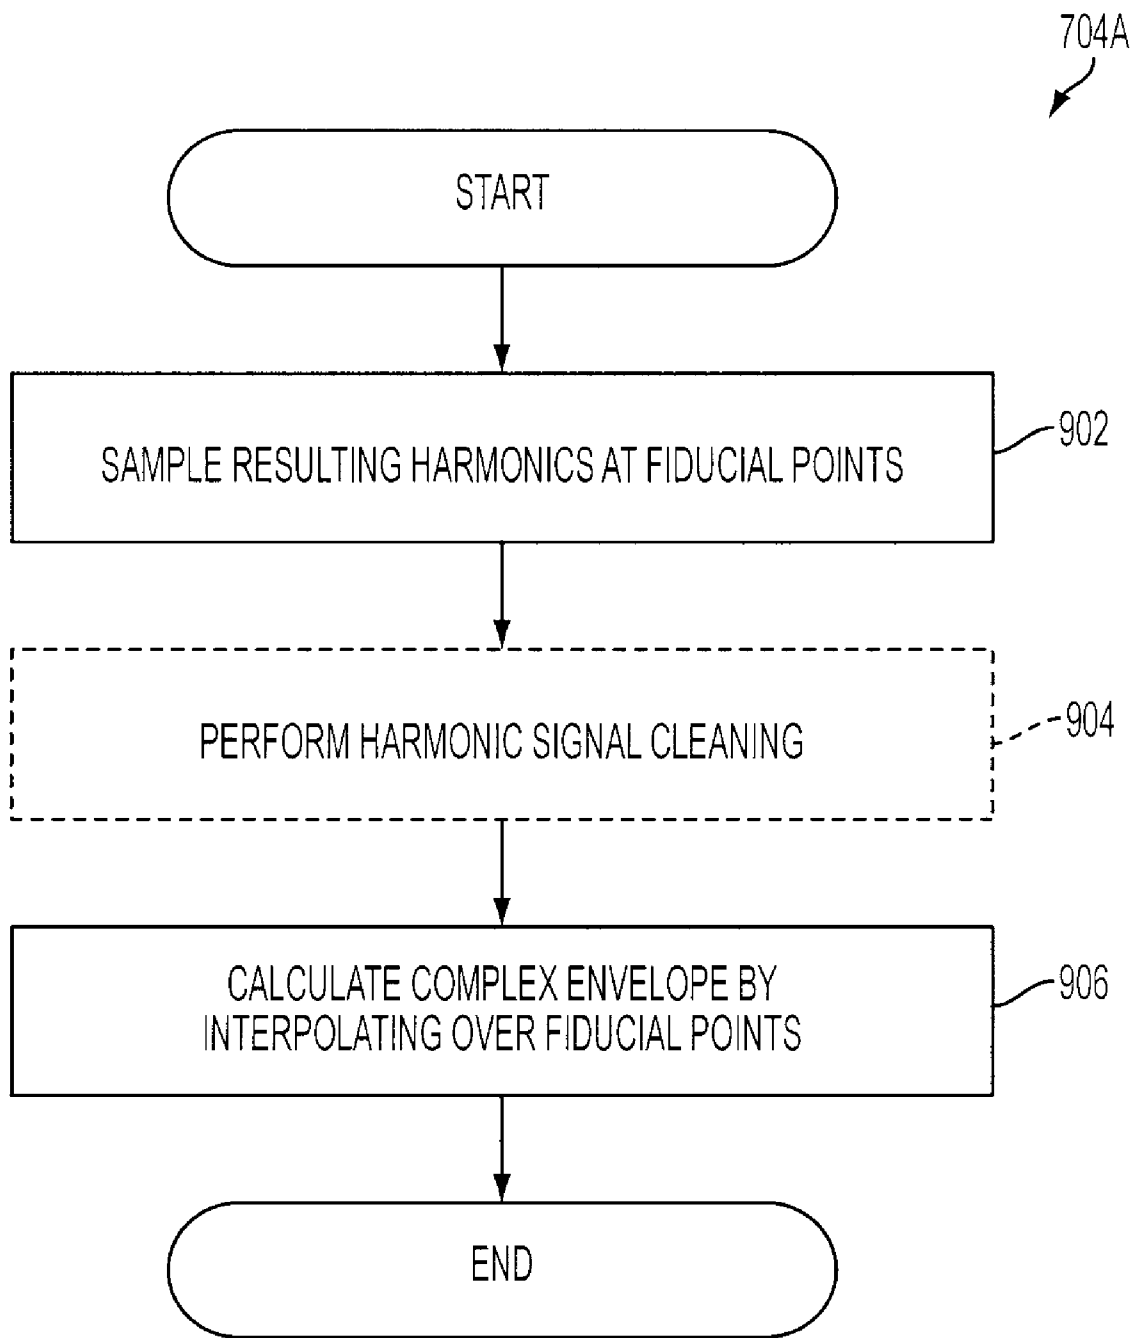 704A
START
SAMPLE RESULTING HARMONICS AT FIDUCIAL POINTS
902
PERFORM HARMONIC SIGNAL CLEANING
904
CALCULATE COMPLEX ENVELOPE BY
INTERPOLATING OVER FIDUCIAL POINTS
906
END